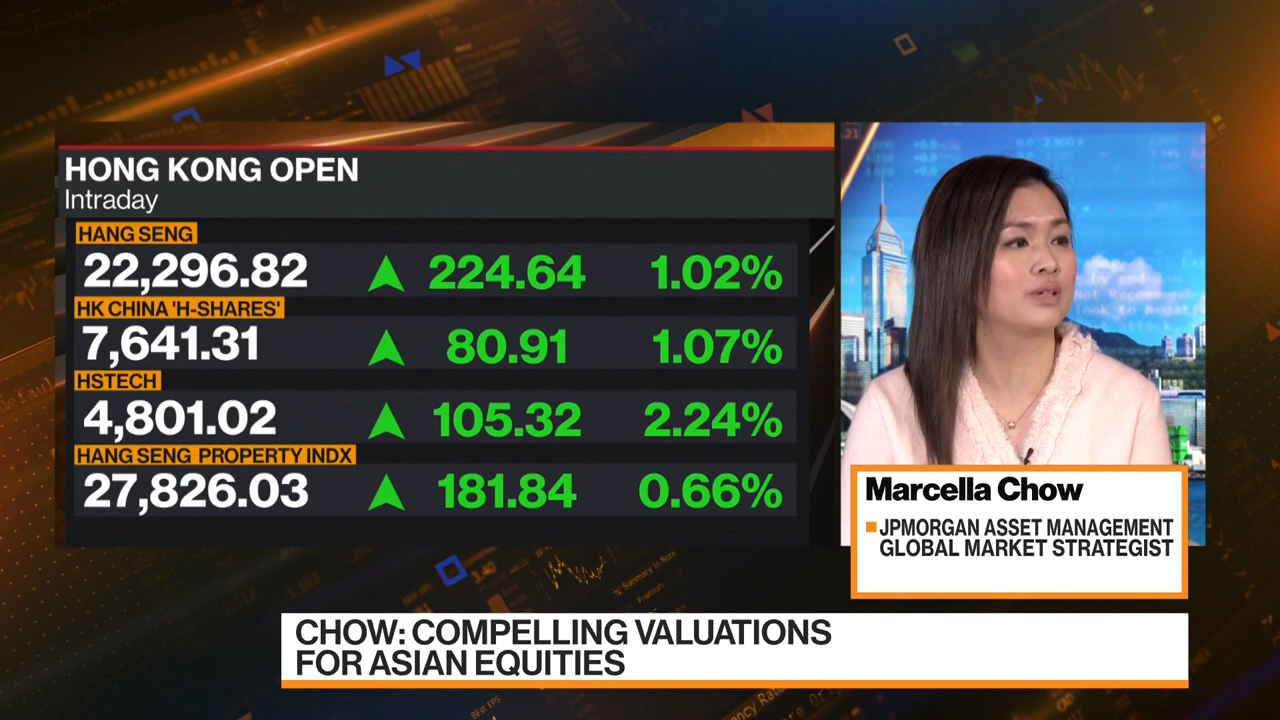 HONG KONG OPEN
Intraday
HANG SENG
22,296.82 224.64 1.02%
HK CHINA 'H-SHARES'
7,641.31 80.91 1.07%
HSTECH
4,801.02 105.32 2.24%
HANG SENG PROPERTY INDX
27,826.03 181.84 0.66%
Marcella Chow
JPMORGAN ASSET MANAGEMENT
GLOBAL MARKET STRATEGIST
CHOW: COMPELLING VALUATIONS
FOR ASIAN EQUITIES